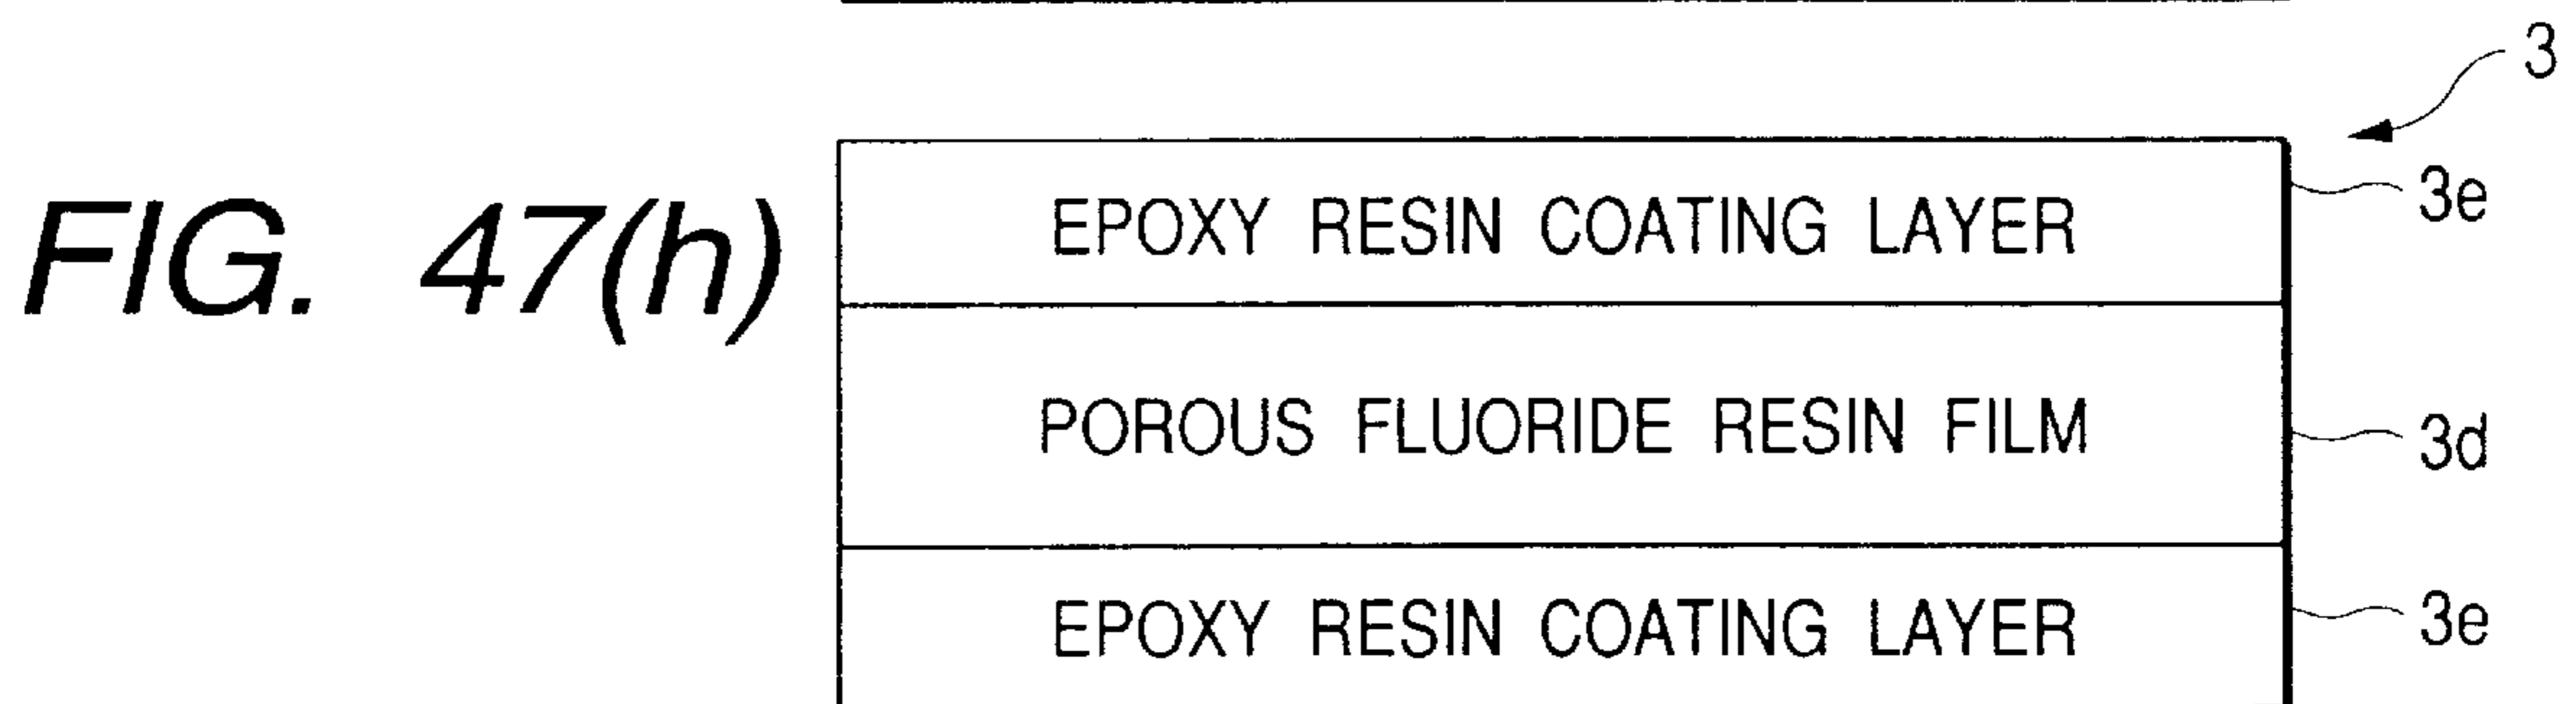 3
FIG. 47(h)
EPOXY RESIN COATING LAYER 3e
POROUS FLUORIDE RESIN FILM 3d
EPOXY RESIN COATING LAYER 3e